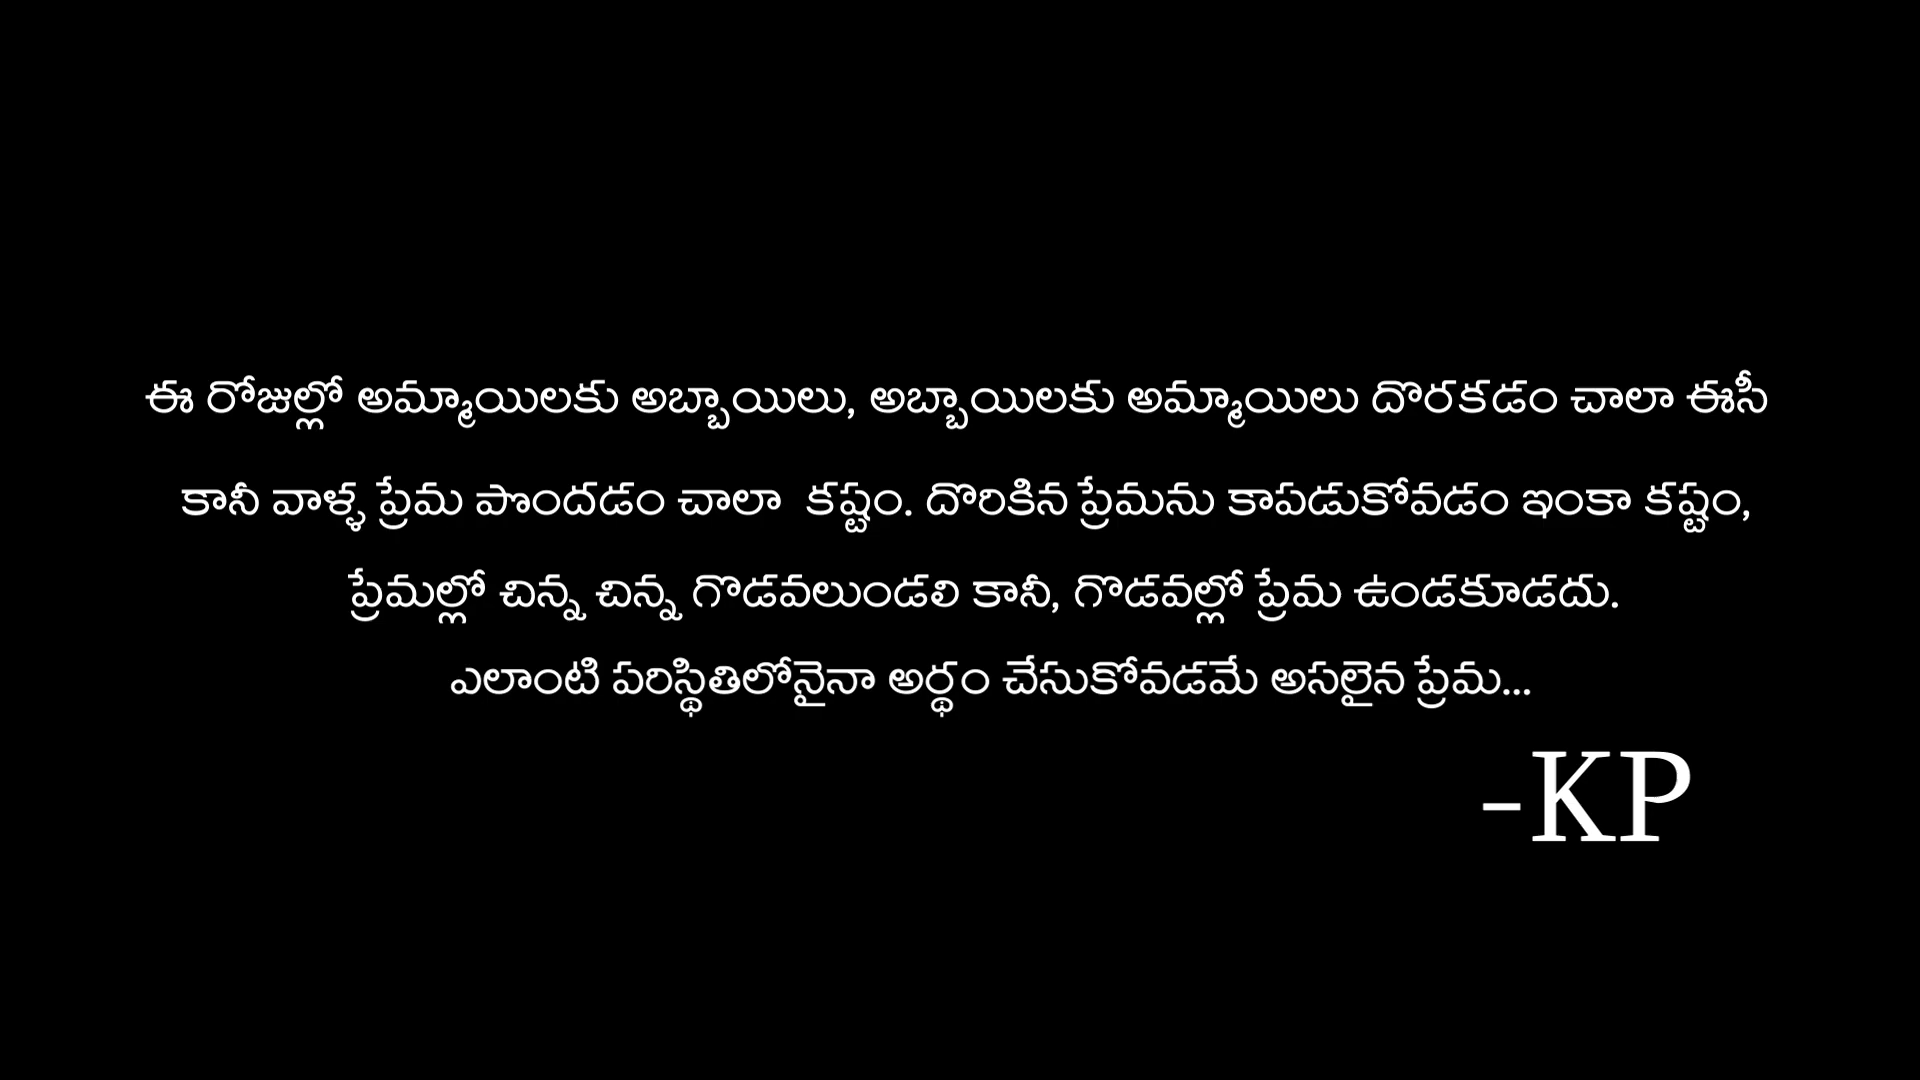 ఈ రోజుల్లో అమ్మాయిలకు అబ్బాయిలు, అబ్బాయిలకు అమ్మాయిలు దొరకడం చాలా ఈసీ
కానీ వాళ్ళ ప్రేమ పొందడం చాలా  కష్టం. దొరికిన ప్రేమను కాపడుకోవడం ఇంకా కష్టం,
ప్రేమల్లో చిన్న చిన్న గొడవలుండలి కానీ, గొడవల్లో ప్రేమ ఉండకూడదు.
ఎలాంటి పరిస్థితిలోనైనా అర్థం చేసుకోవడమే అసలైన ప్రేమ...
-KP